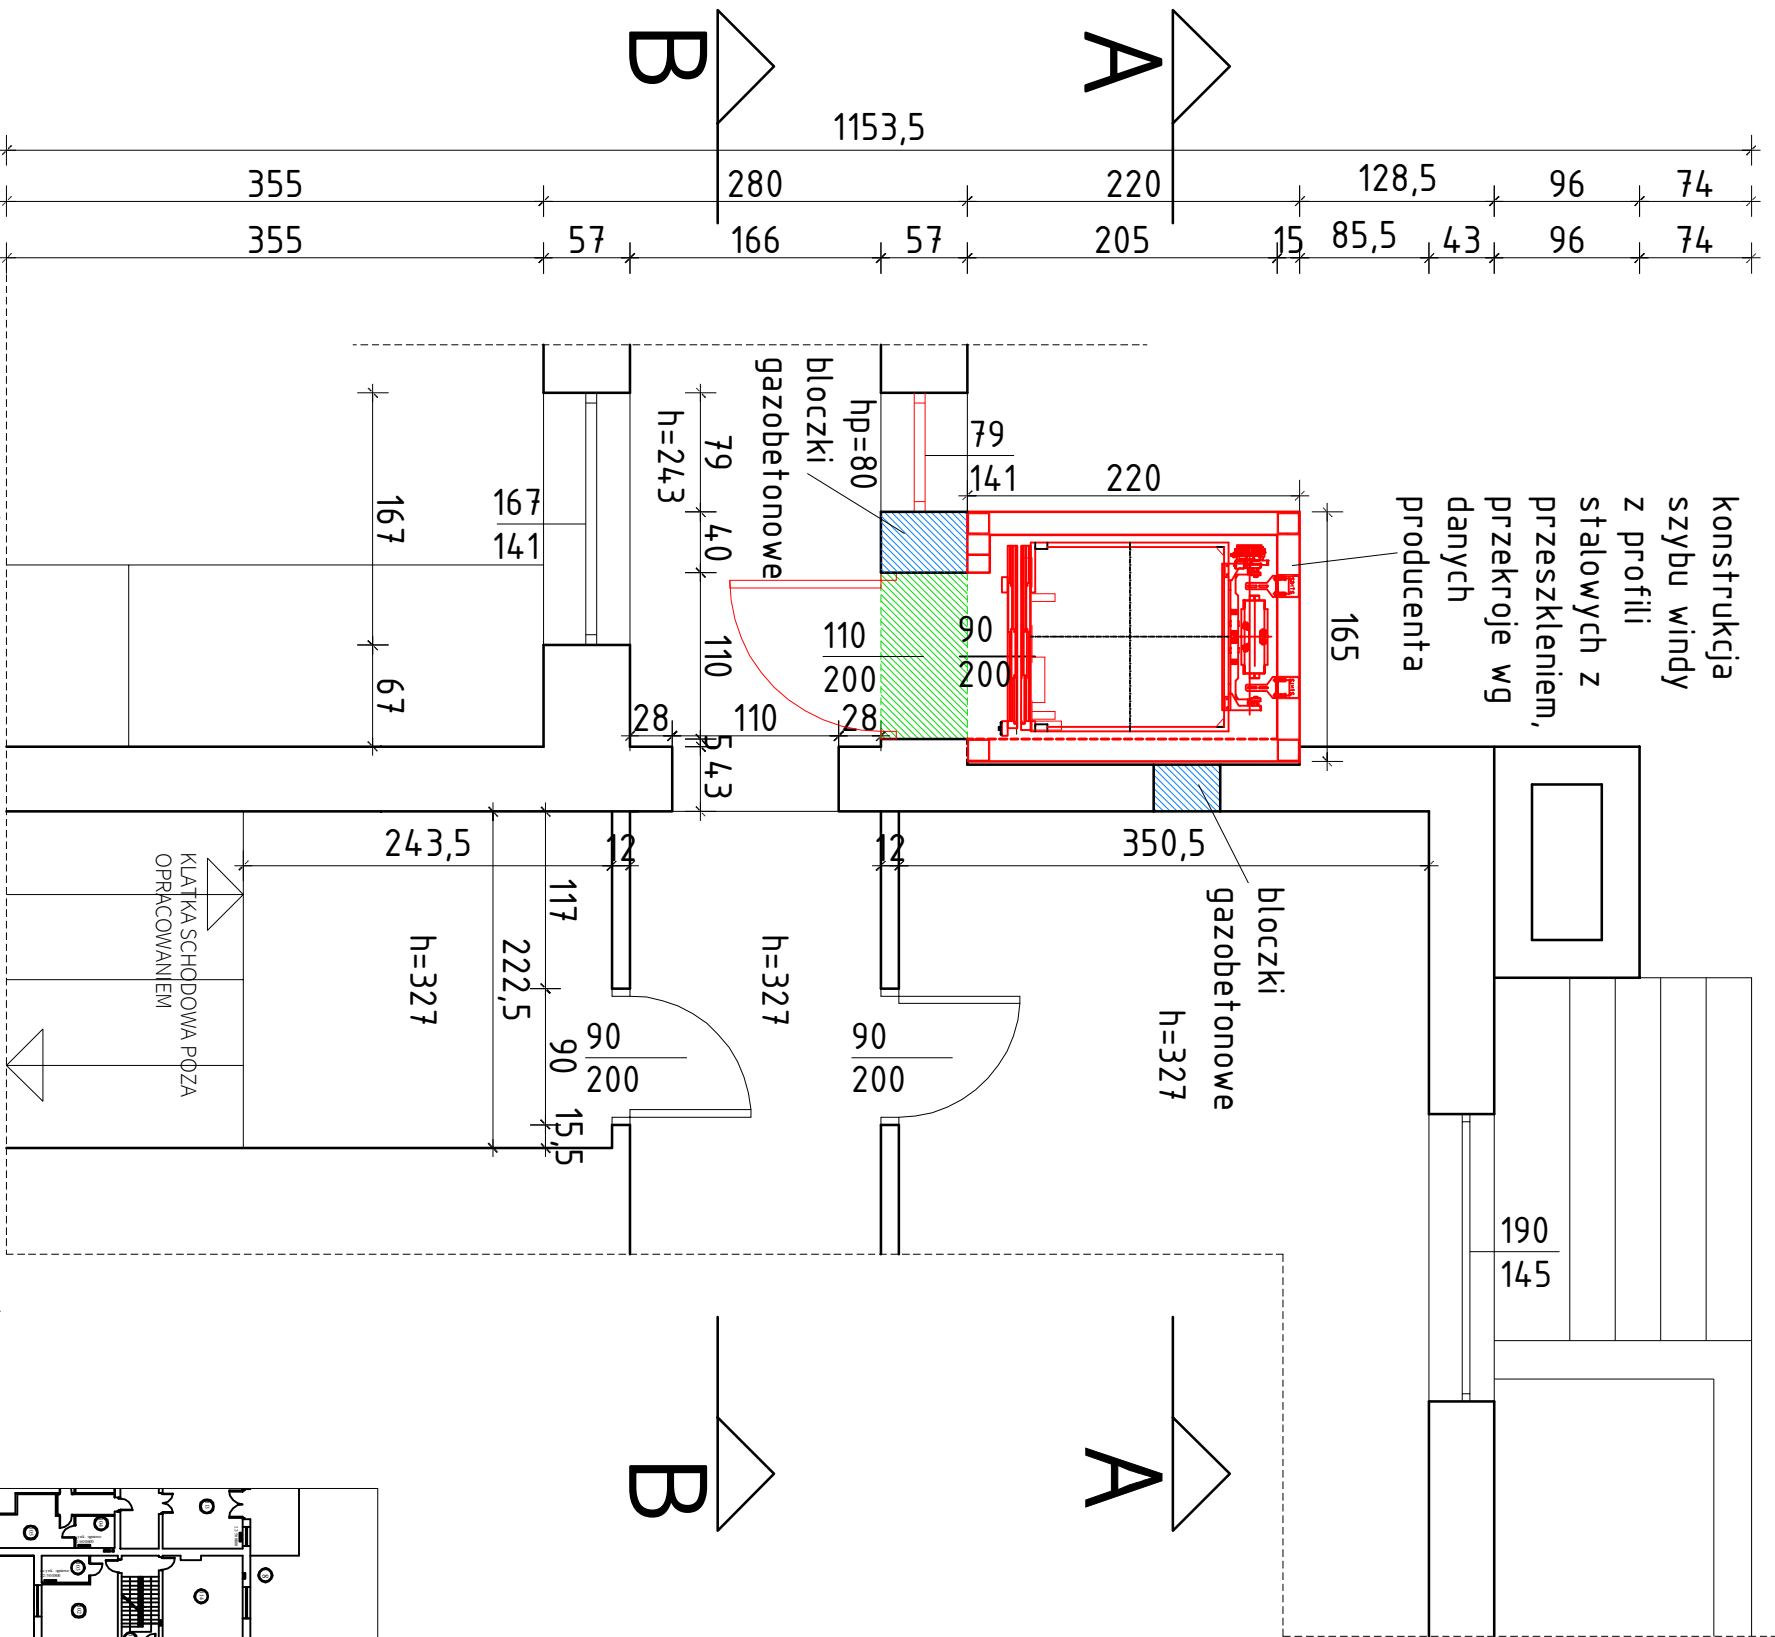 B
A
1153,5
355
280
220
128,5
96
74
355
57
166
57
205
15
85,5
43
96
74
konstrukcja
szybu windy
z profili
stalowych z
przeszkleniem,
przekroje wg
danych
producenta
bloczki
gazobetonowe
hp=80
79
141
220
165
h=243
79
40
110
5
43
167
141
167
67
110
200
90
200
28
110
28
243,5
12
12
350,5
bloczki
gazobetonowe
117
222,5
90
15,5
h=327
h=327
h=327
KLATKA SCHODOWA POZA
OPRACOWANIEM
90
200
90
200
190
145
B
A